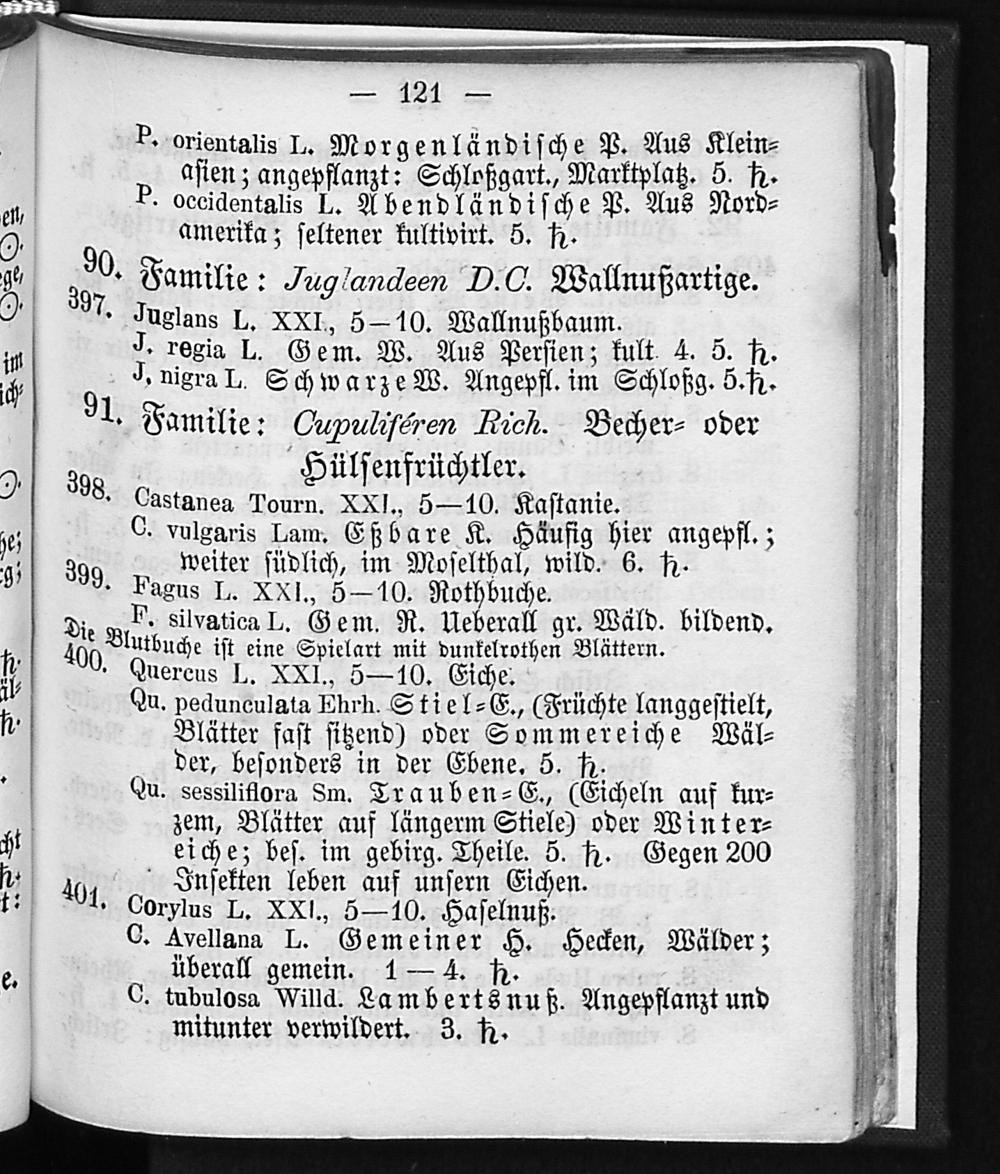 — 121 —
P. orientalis L. Morgenländische P. Aus Klein-
asien; angepflanzt: Schloßgart., Marktplatz. 5. ♄.
P. occidentalis L. Abendländische P. Aus Nord-
amerika; seltener kultivirt. 5. ♄.
90. Familie: Juglandeen D.C. Wallnußartige.
397. Juglans L. XXI., 5—10. Wallnußbaum.
J. regia L. Gem. W. Aus Persien; kult 4. 5. ♄.
J. nigra L. Schwarze W. Angepfl. im Schloßg. 5. ♄.
91. Familie: Cupuliféren Rich. Becher- oder
Hülsenfrüchtler.
398. Castanea Tourn. XXI., 5—10. Kastanie.
C. vulgaris Lam. Eßbare K. Häufig hier angepfl.;
weiter südlich, im Moselthal, wild. 6. ♄.
399. Fagus L. XXI., 5—10. Rothbuche.
F. silvatica L. Gem. R. Ueberall gr. Wäld. bildend.
Die Blutbuche ist eine Spielart mit dunkelrothen Blättern.
400. Quercus L. XXI., 5—10. Eiche.
Qu. pedunculata Ehrh. Stiel-E., (Früchte langgestielt,
Blätter fast sitzend) oder Sommereiche Wäl-
der, besonders in der Ebene. 5. ♄.
Qu. sessiliflora Sm. Trauben-E., (Eicheln auf kur-
zem, Blätter auf längerm Stiele) oder Winter-
eiche; bes. im gebirg. Theile. 5. ♄. Gegen 200
Insekten leben auf unsern Eichen.
401. Corylus L. XXI., 5—10. Haselnuß.
C. Avellana L. Gemeiner H. Hecken, Wälder;
überall gemein. 1—4. ♄.
C. tubulosa Willd. Lambertsnuß. Angepflanzt und
mitunter verwildert. 3. ♄.